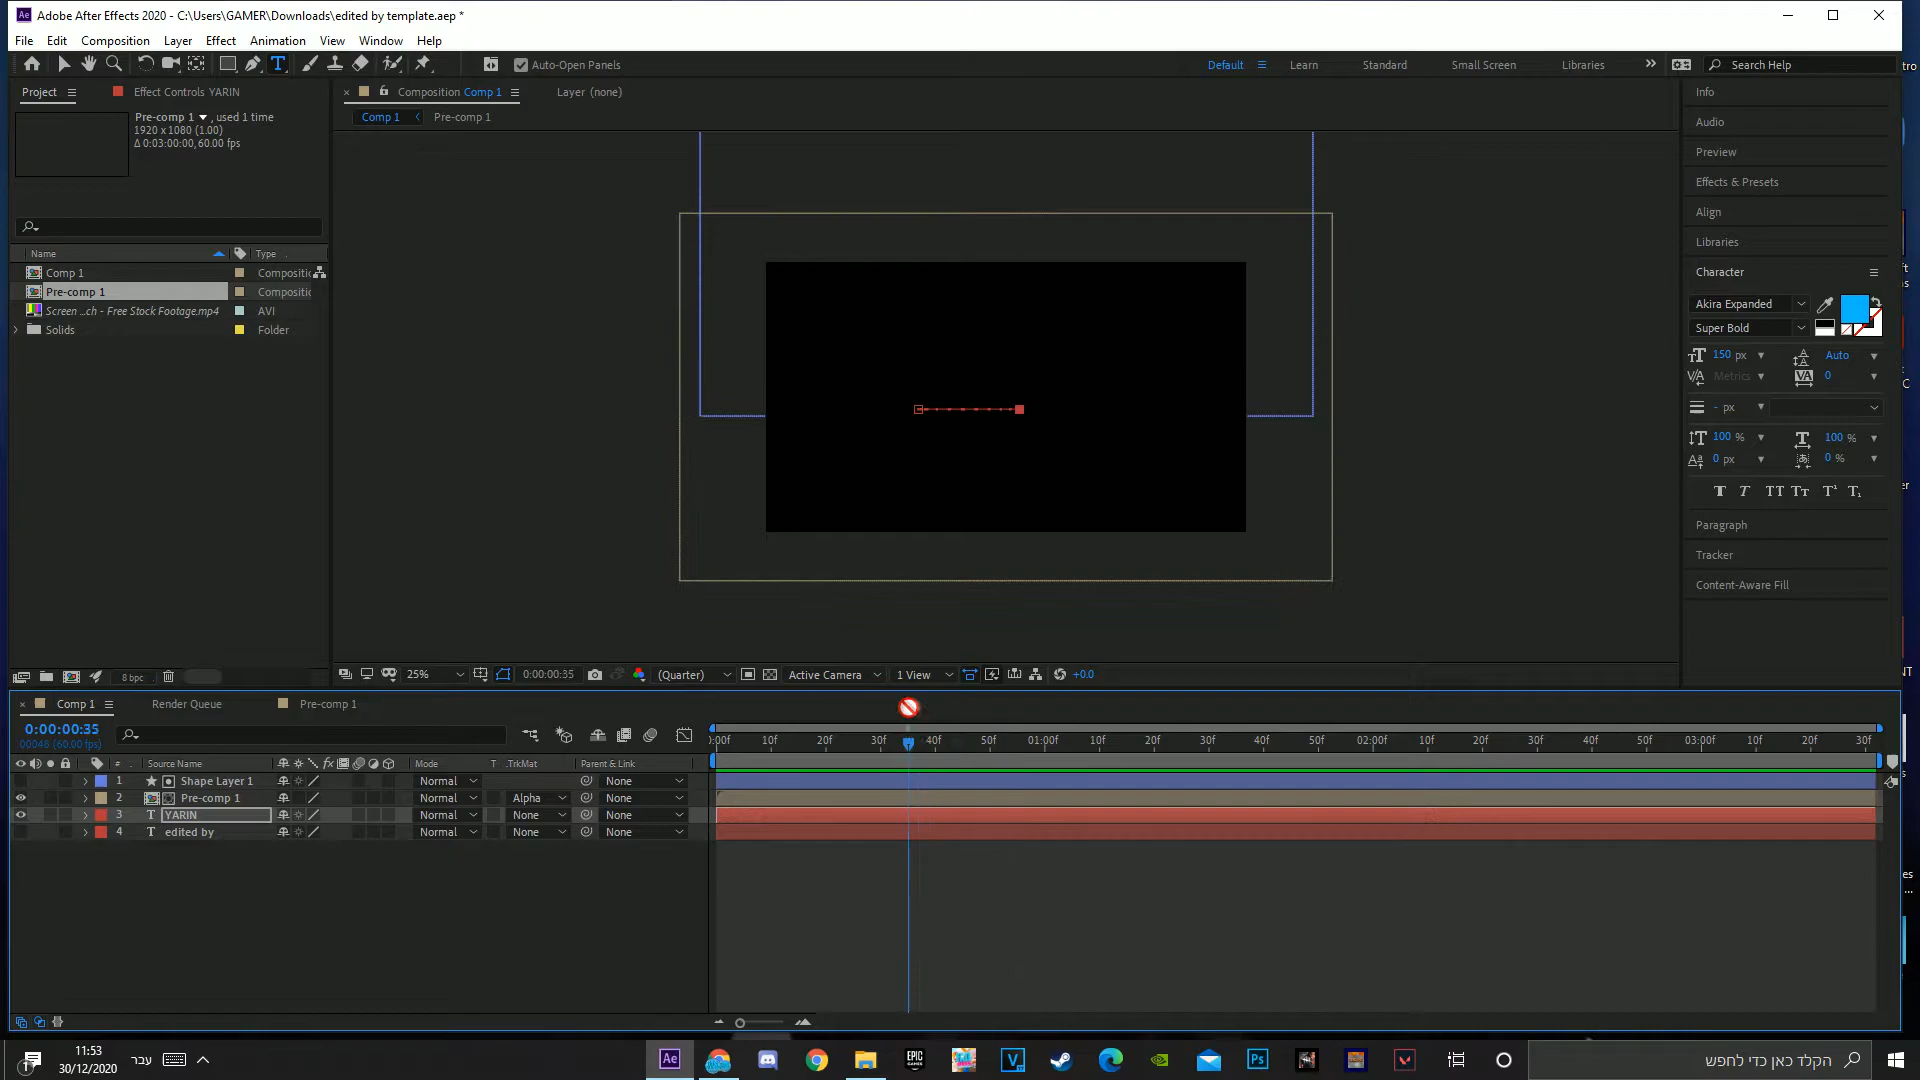 Adobe After Effects 2020 - C:\Users\GAMER\Downloads\edited by template.aep *
File Edit Composition Layer Effect Animation View Window Help
Auto-Open Panels
Default Learn Standard Small Screen Libraries
Search Help
Project
Effect Controls YARIN
Pre-comp 1 , used 1 time
1920 x 1080 (1.00)
Δ 0:03:00:00, 60.00 fps
Name Type
Comp 1 Compositi
Pre-comp 1 Compositi
Screen ...ch - Free Stock Footage.mp4 AVI
Solids Folder
8 bpc
Composition Comp 1
Layer (none)
Comp 1 Pre-comp 1
25%
0:00:00:35
(Quarter)
Active Camera
1 View
+0.0
Info
Audio
Preview
Effects & Presets
Align
Libraries
Character
Akira Expanded
Super Bold
150 px Auto
Metrics 0
- px
100 % 100 %
0 px 0 %
Paragraph
Tracker
Content-Aware Fill
Comp 1 Render Queue Pre-comp 1
0:00:00:35
00048 (60.00 fps)
:00f 10f 20f 30f 40f 50f 01:00f 10f 20f 30f 40f 50f 02:00f 10f 20f 30f 40f 50f 03:00f 10f 20f 30f
# Source Name Mode T .TrkMat Parent & Link
1 Shape Layer 1 Normal None
2 Pre-comp 1 Normal Alpha None
3 T YARIN Normal None None
4 T edited by Normal None None
11:53
30/12/2020
עבר
הקלד כאן כדי לחפש